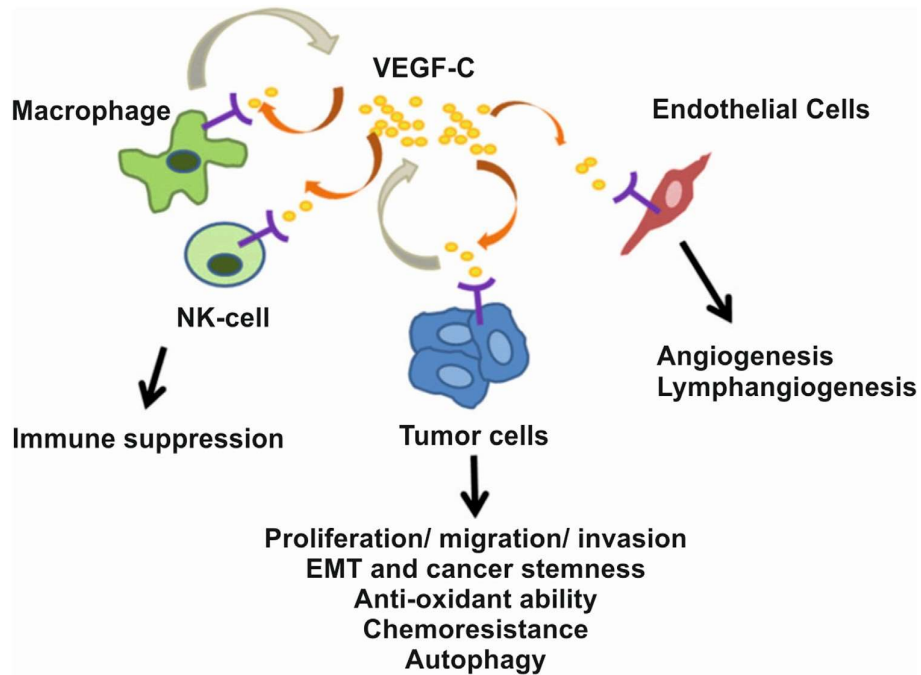 VEGF-C
Macrophage
Endothelial Cells
NK-cell
Angiogenesis
Lymphangiogenesis
Immune suppression
Tumor cells
Proliferation/ migration/ invasion
EMT and cancer stemness
Anti-oxidant ability
Chemoresistance
Autophagy